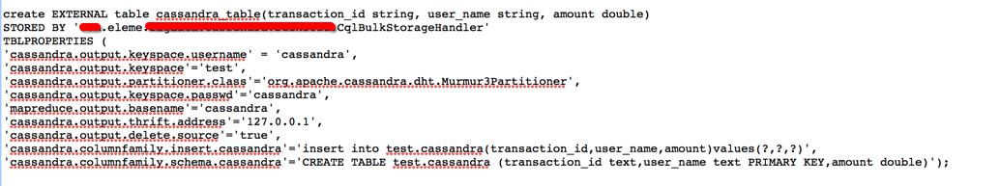 create EXTERNAL table cassandra_table(transaction_id string, user_name string, amount double)
STORED BY '.eleme. CqlBulkStorageHandler'
TBLPROPERTIES (
'cassandra.output.keyspace.username' = 'cassandra',
'cassandra.output.keyspace'='test',
'cassandra.output.partitioner.class'='org.apache.cassandra.dht.Murmur3Partitioner',
'cassandra.output.keyspace.passwd'='cassandra',
'mapreduce.output.basename'='cassandra',
'cassandra.output.thrift.address'='127.0.0.1',
'cassandra.output.delete.source'='true',
'cassandra.columnfamily.insert.cassandra'='insert into test.cassandra(transaction_id,user_name,amount)values(?,?,?)',
'cassandra.columnfamily.schema.cassandra'='CREATE TABLE test.cassandra (transaction_id text,user_name text PRIMARY KEY,amount double)');